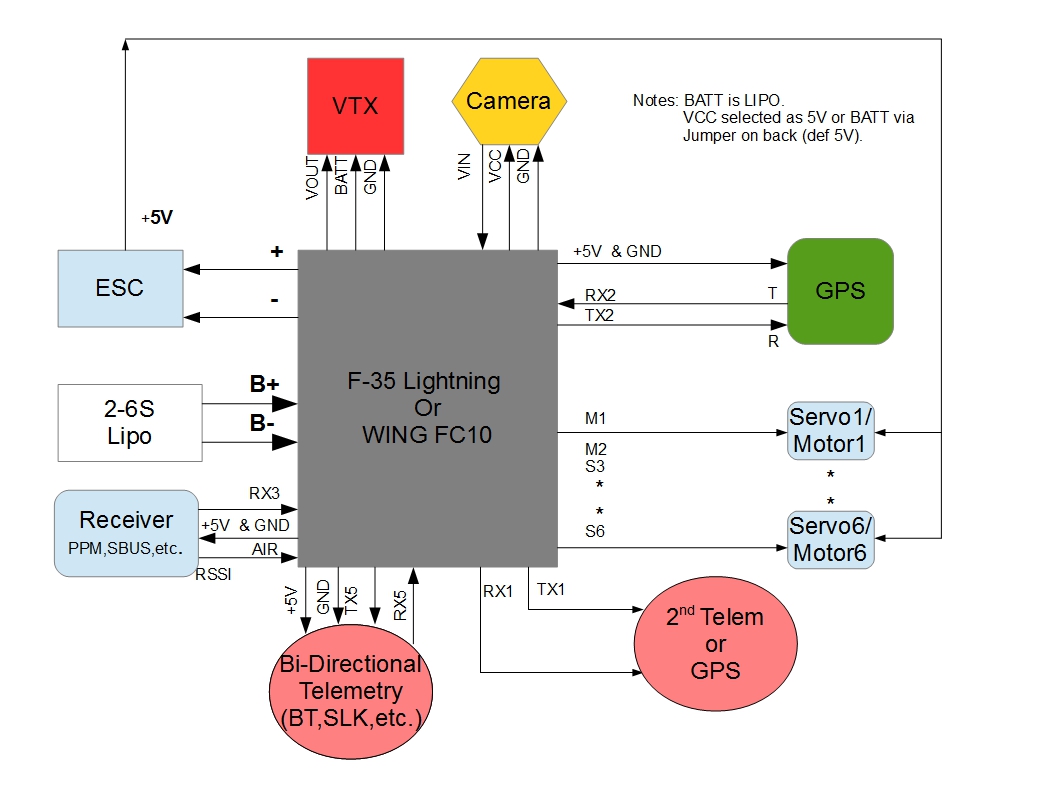 VTX
Camera
Notes: BATT is LIPO.
VCC selected as 5V or BATT via
Jumper on back (def 5V).
VOUT
BATT
GND
VIN
VCC
GND
+5V
ESC
+
-
+5V & GND
RX2
T
TX2
R
GPS
2-6S
Lipo
B+
B-
F-35 Lightning
Or
WING FC10
M1
M2
S3
*
*
S6
Servo1/
Motor1
*
*
Servo6/
Motor6
Receiver
PPM,SBUS,etc.
RX3
+5V & GND
AIR
RSSI
+5V
GND
TX5
RX5
RX1
TX1
Bi-Directional
Telemetry
(BT,SLK,etc.)
2nd Telem
or
GPS